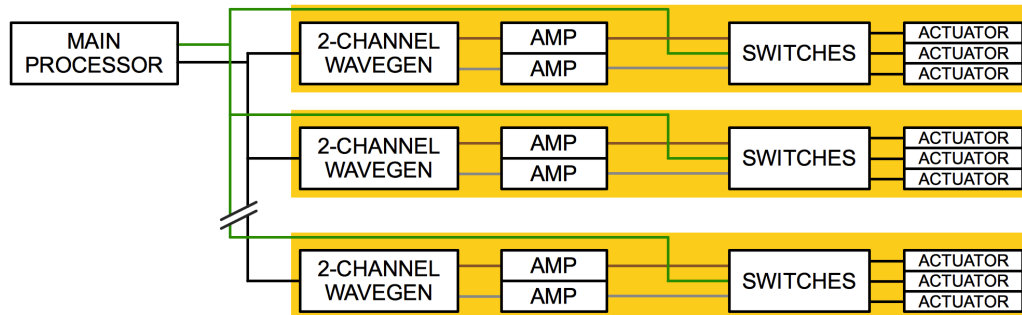 MAIN
PROCESSOR
2-CHANNEL
WAVEGEN
AMP
AMP
SWITCHES
ACTUATOR
ACTUATOR
ACTUATOR
2-CHANNEL
WAVEGEN
AMP
AMP
SWITCHES
ACTUATOR
ACTUATOR
ACTUATOR
2-CHANNEL
WAVEGEN
AMP
AMP
SWITCHES
ACTUATOR
ACTUATOR
ACTUATOR